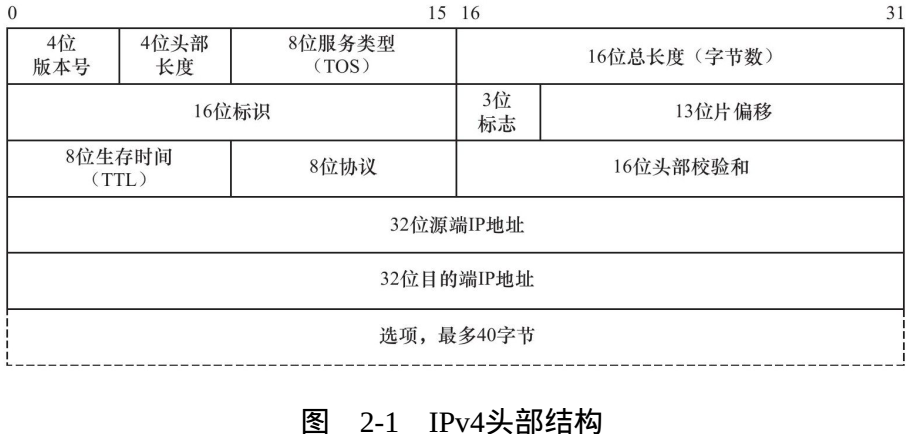 0 15 16 31
4位 4位头部 8位服务类型 16位总长度（字节数）
版本号 长度 （TOS）
16位标识 3位 13位片偏移
标志
8位生存时间 8位协议 16位头部校验和
（TTL）
32位源端IP地址
32位目的端IP地址
选项，最多40字节
图 2-1 IPv4头部结构